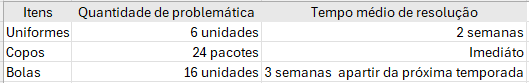 Itens Quantidade de problemática Tempo médio de resolução
Uniformes 6 unidades 2 semanas
Copos 24 pacotes Imediáto
Bolas 16 unidades 3 semanas apartir da próxima temporada